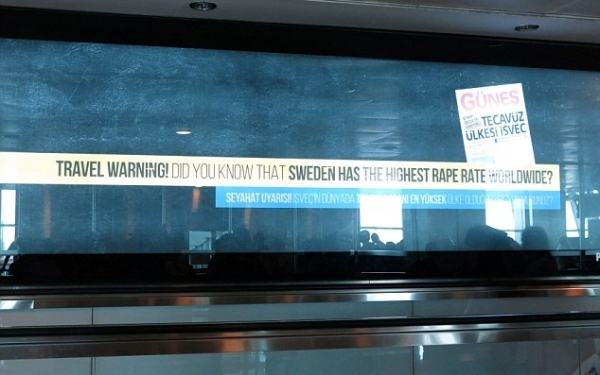 GÜNEŞ
TECAVÜZ
ÜLKESİ İSVEÇ
TRAVEL WARNING! DID YOU KNOW THAT SWEDEN HAS THE HIGHEST RAPE RATE WORLDWIDE?
SEYAHAT UYARISI! İSVEÇ'İN DÜNYADA EN YÜKSEK ÜLKE